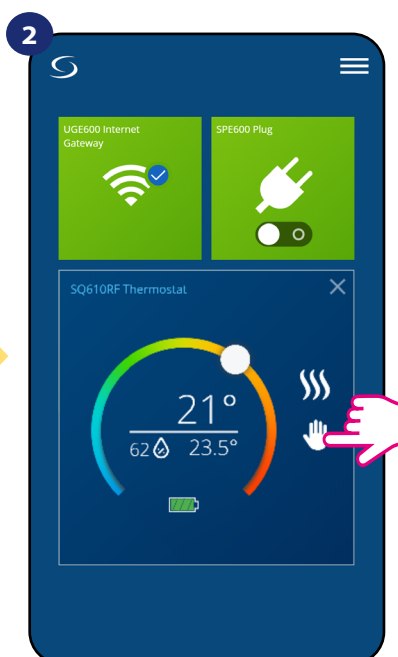 2
UGE600 Internet
Gateway
SPE600 Plug
SQ610RF Thermostat
21°
62 23.5°